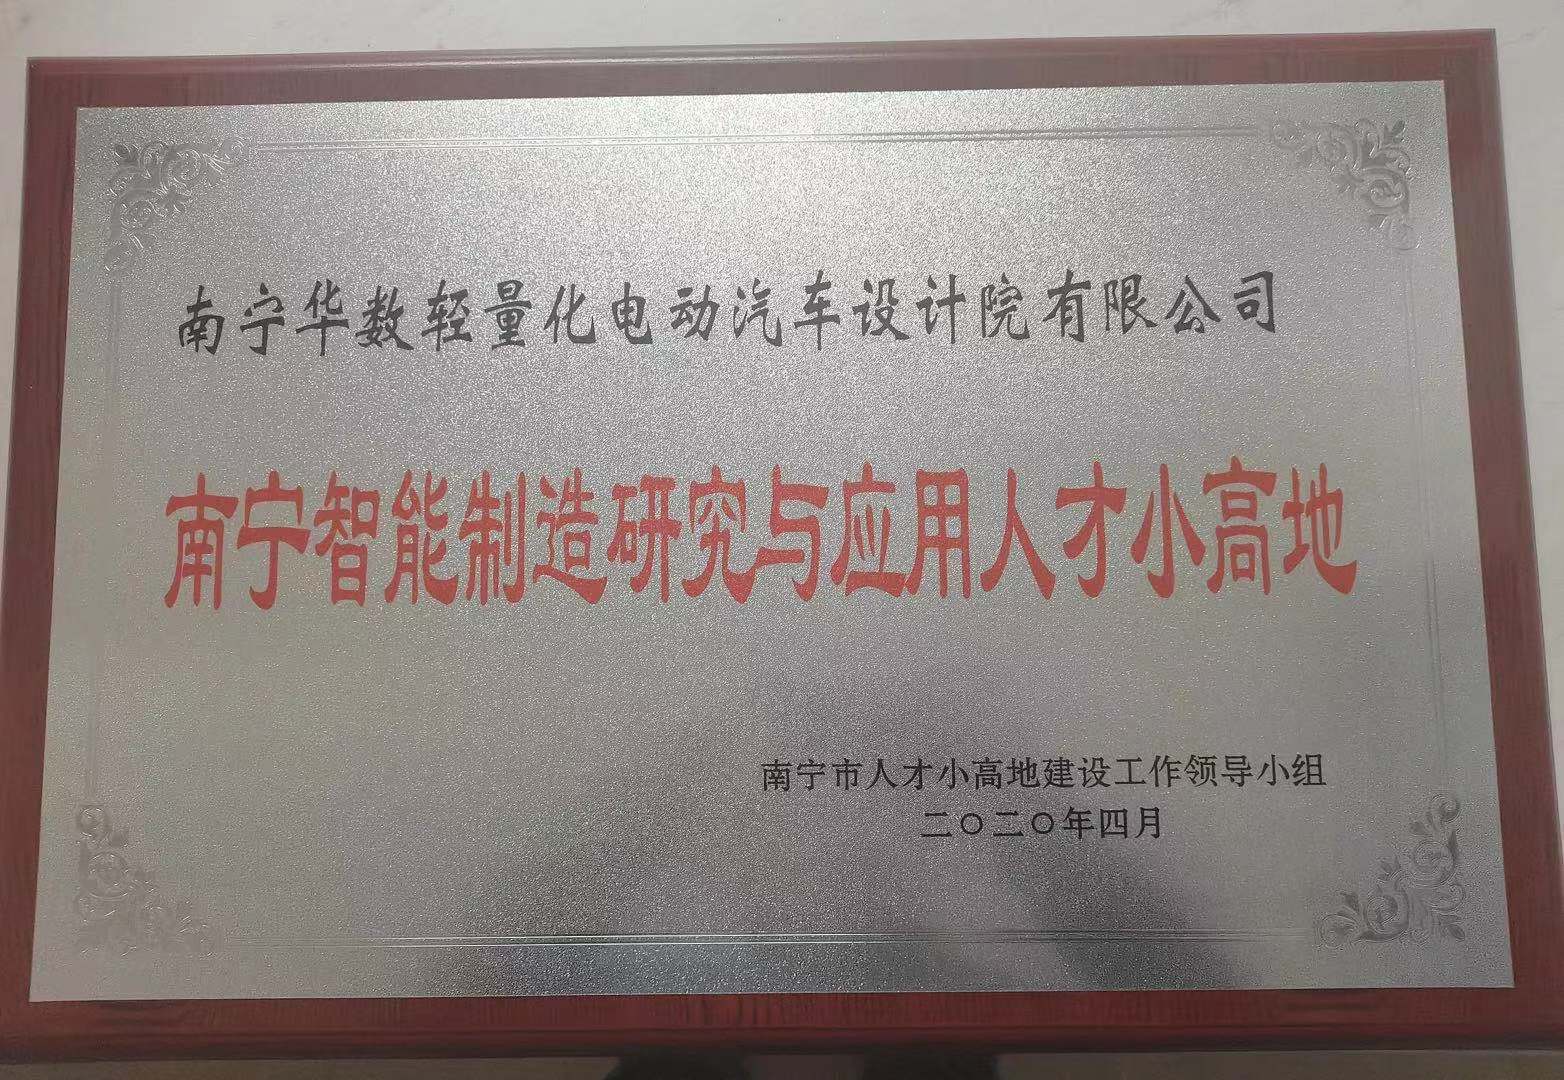 南宁华数轻量化电动汽车设计院有限公司
南宁智能制造研究与应用人才小高地
南宁市人才小高地建设工作领导小组
二〇二〇年四月